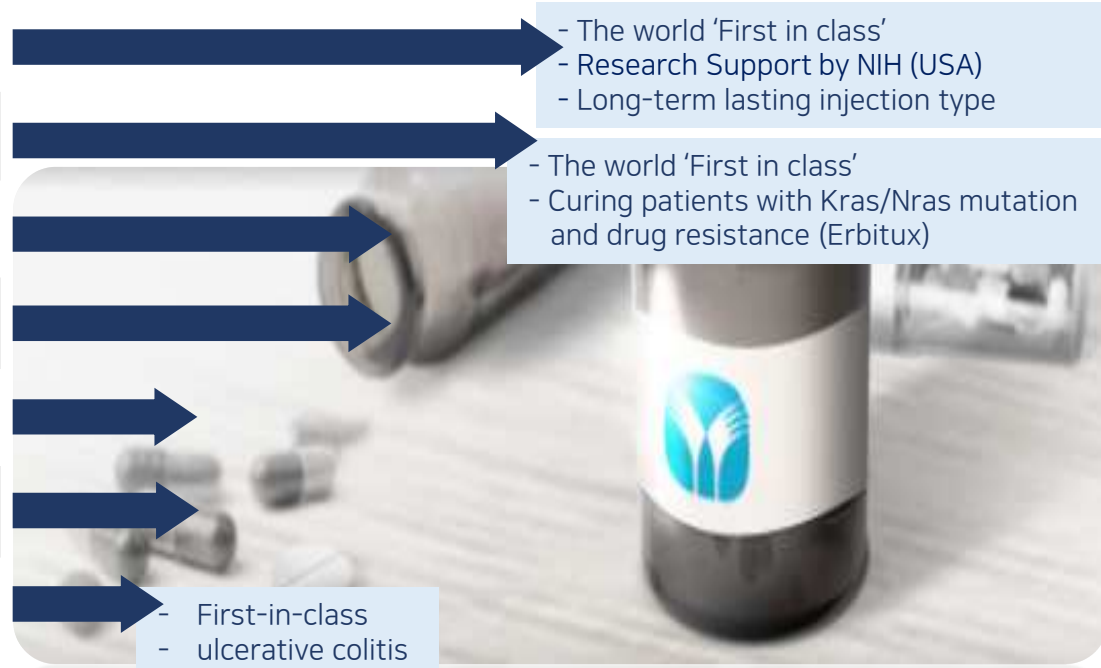 - The world ‘First in class’
- Research Support by NIH (USA)
- Long-term lasting injection type
- The world ‘First in class’
- Curing patients with Kras/Nras mutation
and drug resistance (Erbitux)
- First-in-class
- ulcerative colitis